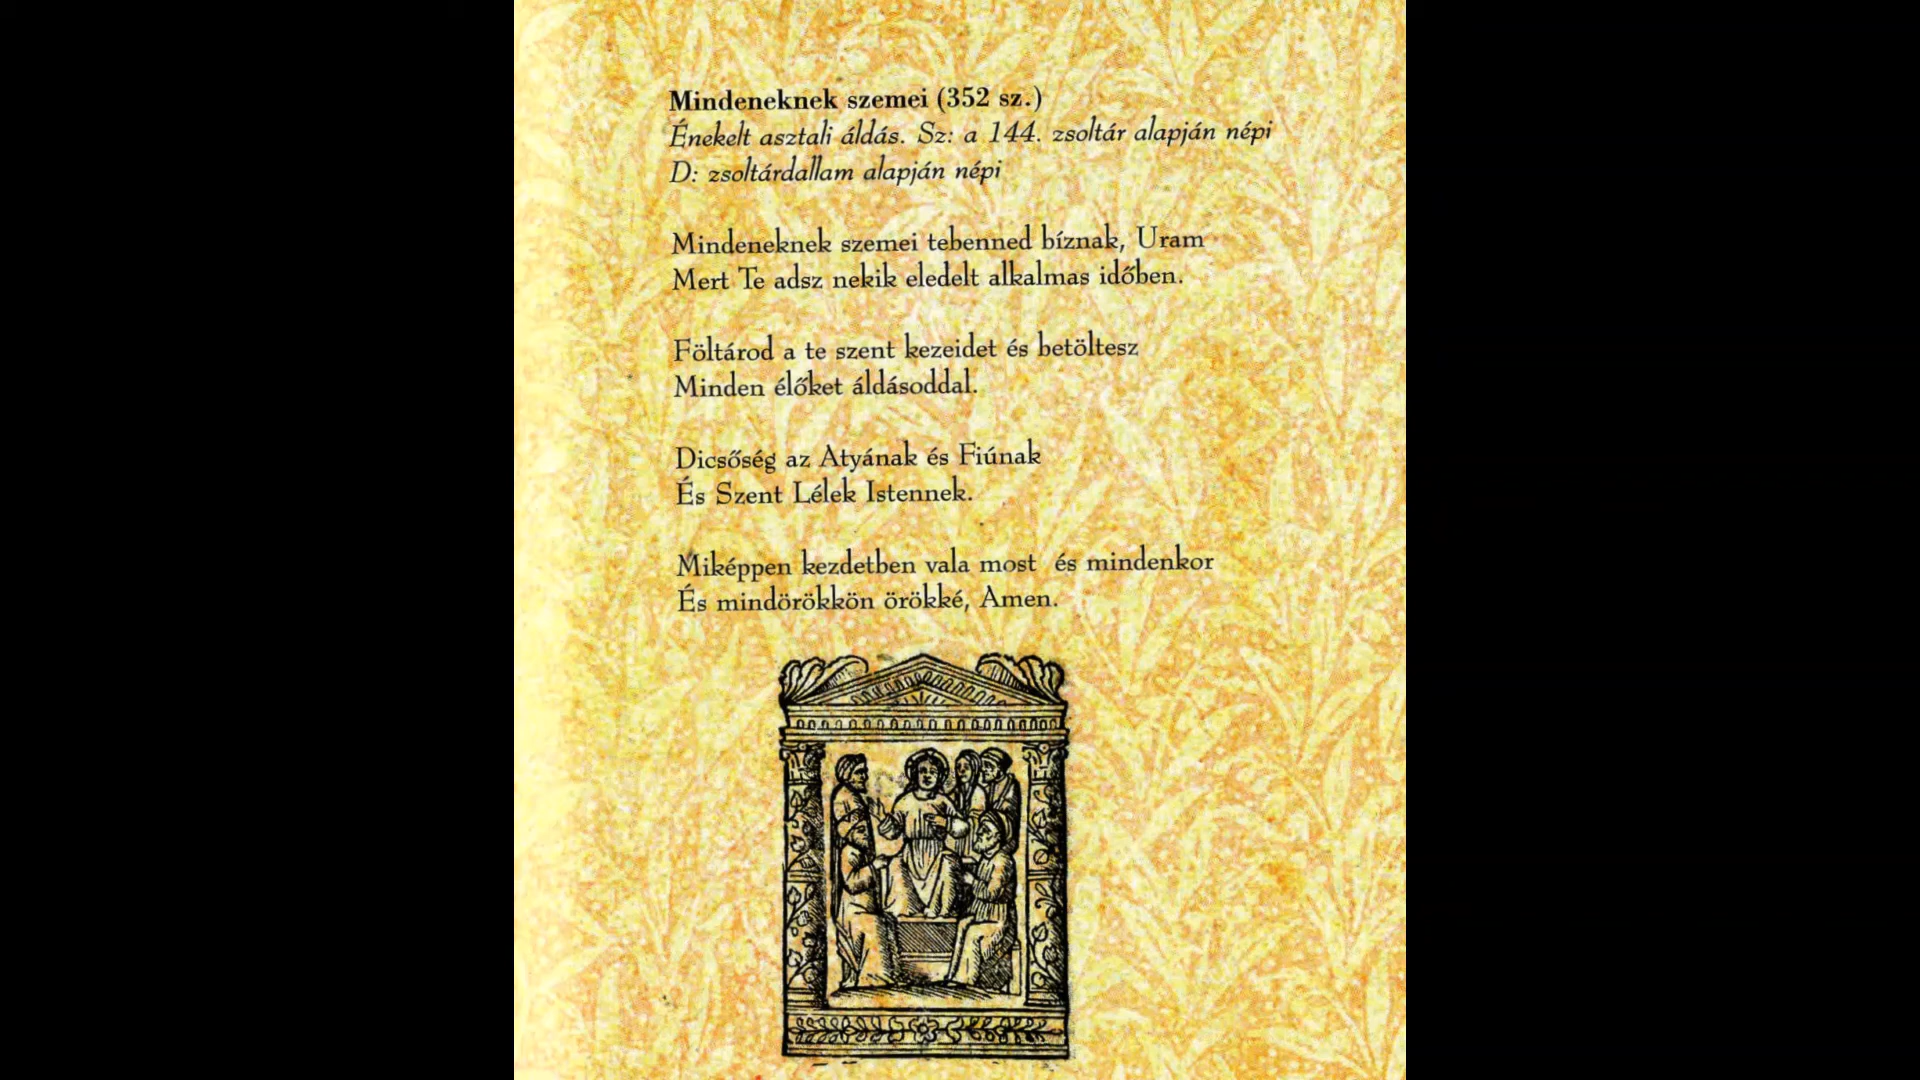 Mindeneknek szemei (352 sz.)
Énekelt asztali áldás. Sz: a 144. zsoltár alapján népi
D: zsoltárdallam alapján népi
Mindeneknek szemei tebenned bíznak, Uram
Mert Te adsz nekik eledelt alkalmas időben.
Föltárod a te szent kezeidet és betöltesz
Minden élőket áldásoddal.
Dicsőség az Atyának és Fiúnak
És Szent Lélek Istennek.
Miképpen kezdetben vala most és mindenkor
És mindörökkön örökké, Amen.